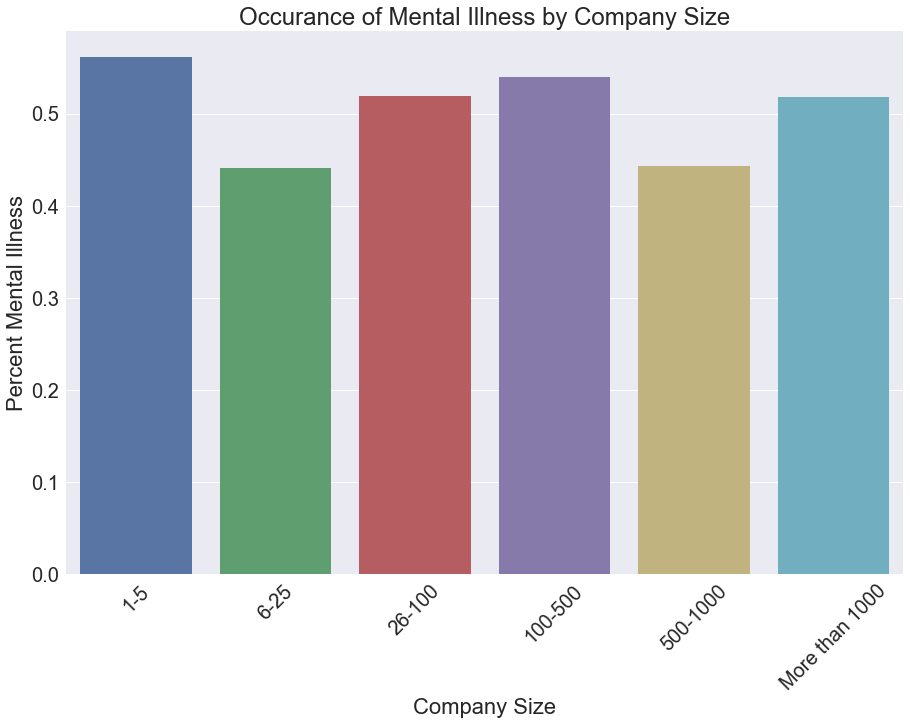 Occurance of Mental Illness by Company Size
Percent Mental Illness
0.5
0.4
0.3
0.2
0.1
0.0
1-5
6-25
26-100
100-500
500-1000
More than 1000
Company Size